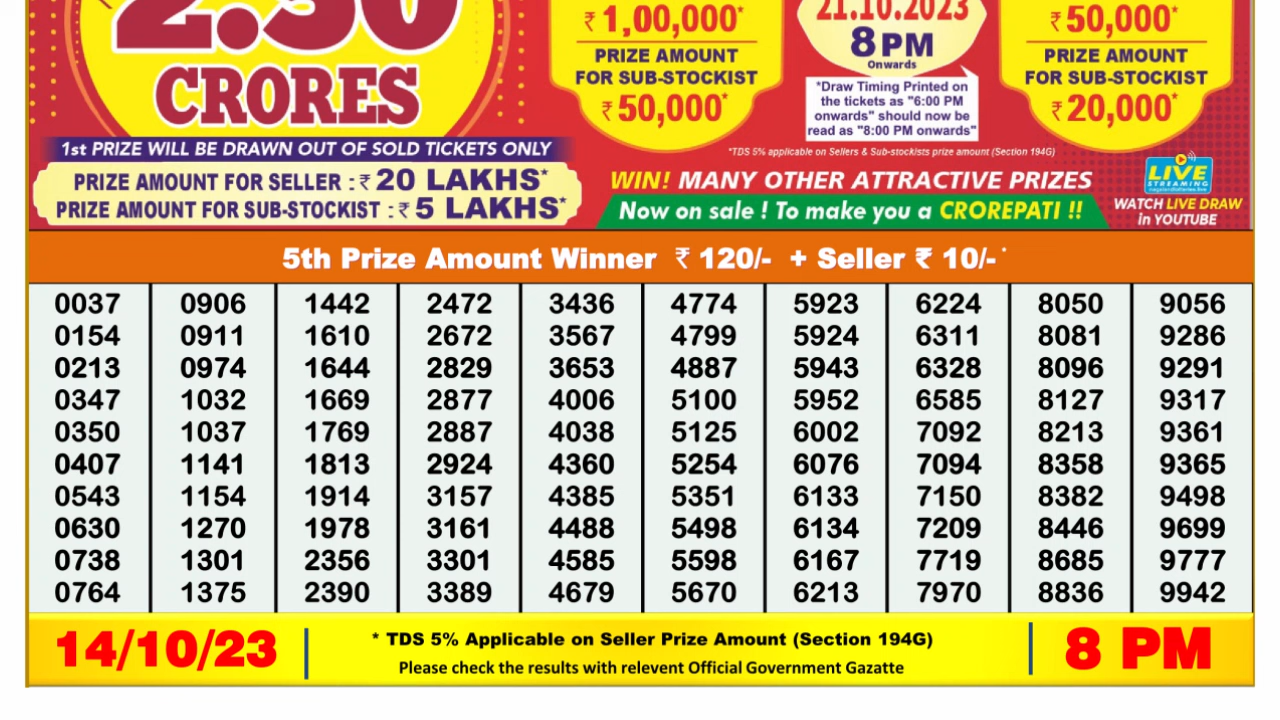 2.50
CRORES
1st PRIZE WILL BE DRAWN OUT OF SOLD TICKETS ONLY
PRIZE AMOUNT FOR SELLER : ₹ 20 LAKHS*
PRIZE AMOUNT FOR SUB-STOCKIST : ₹ 5 LAKHS*
₹ 1,00,000*
PRIZE AMOUNT
FOR SUB-STOCKIST
₹ 50,000*
21.10.2023
8 PM
Onwards
*Draw Timing Printed on
the tickets as "6:00 PM
onwards" should now be
read as "8:00 PM onwards"
₹ 50,000*
PRIZE AMOUNT
FOR SUB-STOCKIST
₹ 20,000*
*TDS 5% applicable on Sellers & Sub-stockists prize amount (Section 194G)
WIN! MANY OTHER ATTRACTIVE PRIZES
Now on sale ! To make you a CROREPATI !!
LIVE
STREAMING
WATCH LIVE DRAW
in YOUTUBE
5th Prize Amount Winner ₹ 120/- + Seller ₹ 10/- *
0037 0906 1442 2472 3436 4774 5923 6224 8050 9056
0154 0911 1610 2672 3567 4799 5924 6311 8081 9286
0213 0974 1644 2829 3653 4887 5943 6328 8096 9291
0347 1032 1669 2877 4006 5100 5952 6585 8127 9317
0350 1037 1769 2887 4038 5125 6002 7092 8213 9361
0407 1141 1813 2924 4360 5254 6076 7094 8358 9365
0543 1154 1914 3157 4385 5351 6133 7150 8382 9498
0630 1270 1978 3161 4488 5498 6134 7209 8446 9699
0738 1301 2356 3301 4585 5598 6167 7719 8685 9777
0764 1375 2390 3389 4679 5670 6213 7970 8836 9942
14/10/23
* TDS 5% Applicable on Seller Prize Amount (Section 194G)
Please check the results with relevent Official Government Gazatte
8 PM